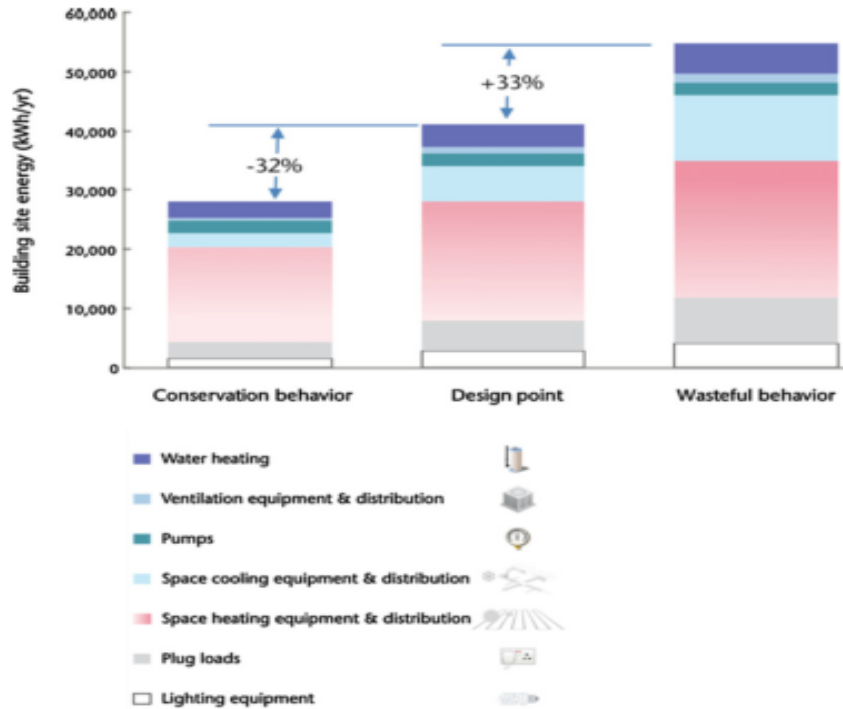 Building site energy (kWh/yr)
60,000
50,000
40,000
30,000
20,000
10,000
0
-32%
+33%
Conservation behavior
Design point
Wasteful behavior
Water heating
Ventilation equipment & distribution
Pumps
Space cooling equipment & distribution
Space heating equipment & distribution
Plug loads
Lighting equipment